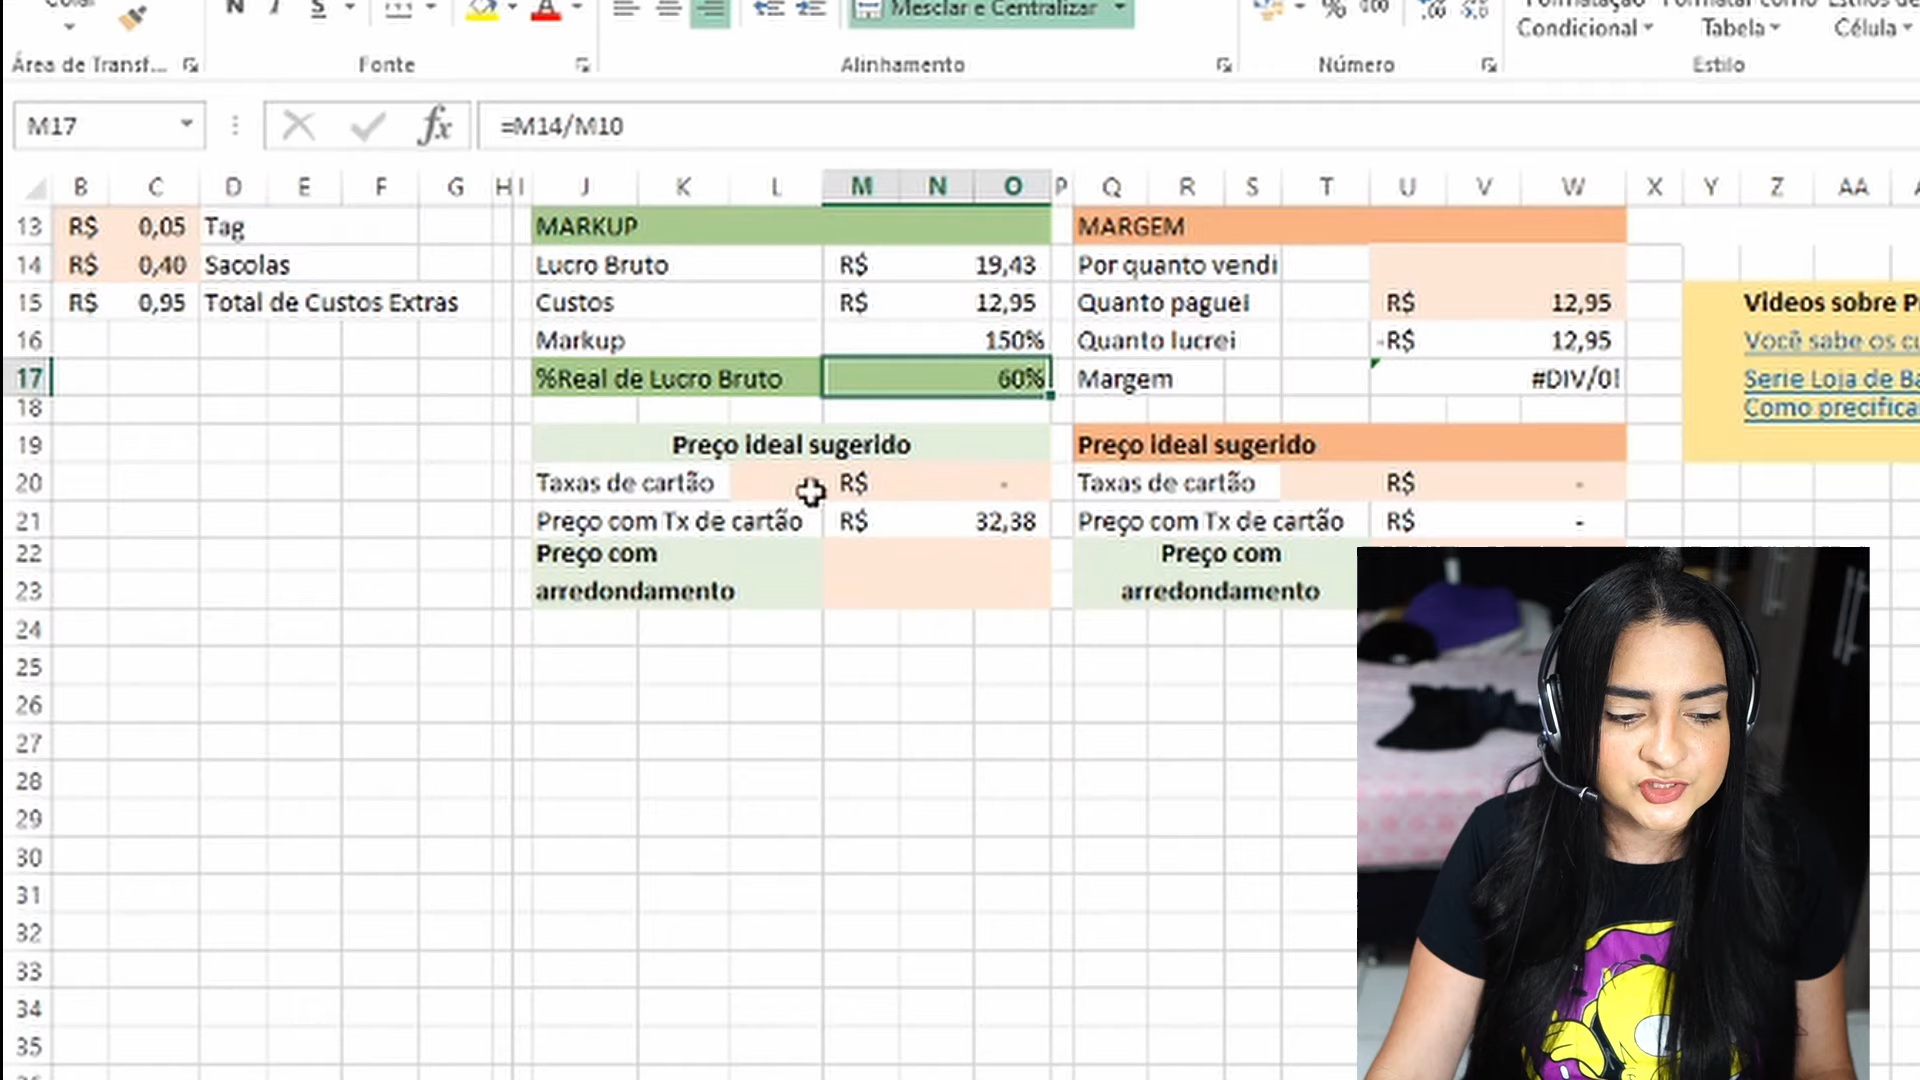 Área de Transf...
Fonte
Alinhamento
Número
Estilo
N I S
Mesclar e Centralizar
% 000
Condicional
Tabela
Célula
M17
fx
=M14/M10
B C D E F G H I J K L M N O P Q R S T U V W X Y Z AA
13 R$ 0,05 Tag MARKUP MARGEM
14 R$ 0,40 Sacolas Lucro Bruto R$ 19,43 Por quanto vendi
15 R$ 0,95 Total de Custos Extras Custos R$ 12,95 Quanto paguei R$ 12,95
16 Markup 150% Quanto lucrei -R$ 12,95
17 %Real de Lucro Bruto 60% Margem #DIV/0!
18
19 Preço ideal sugerido Preço ideal sugerido
20 Taxas de cartão R$ - Taxas de cartão R$ -
21 Preço com Tx de cartão R$ 32,38 Preço com Tx de cartão R$ -
22 Preço com Preço com
23 arredondamento arredondamento
24
25
26
27
28
29
30
31
32
33
34
35
Videos sobre P
Você sabe os cu
Serie Loja de Ba
Como precifica